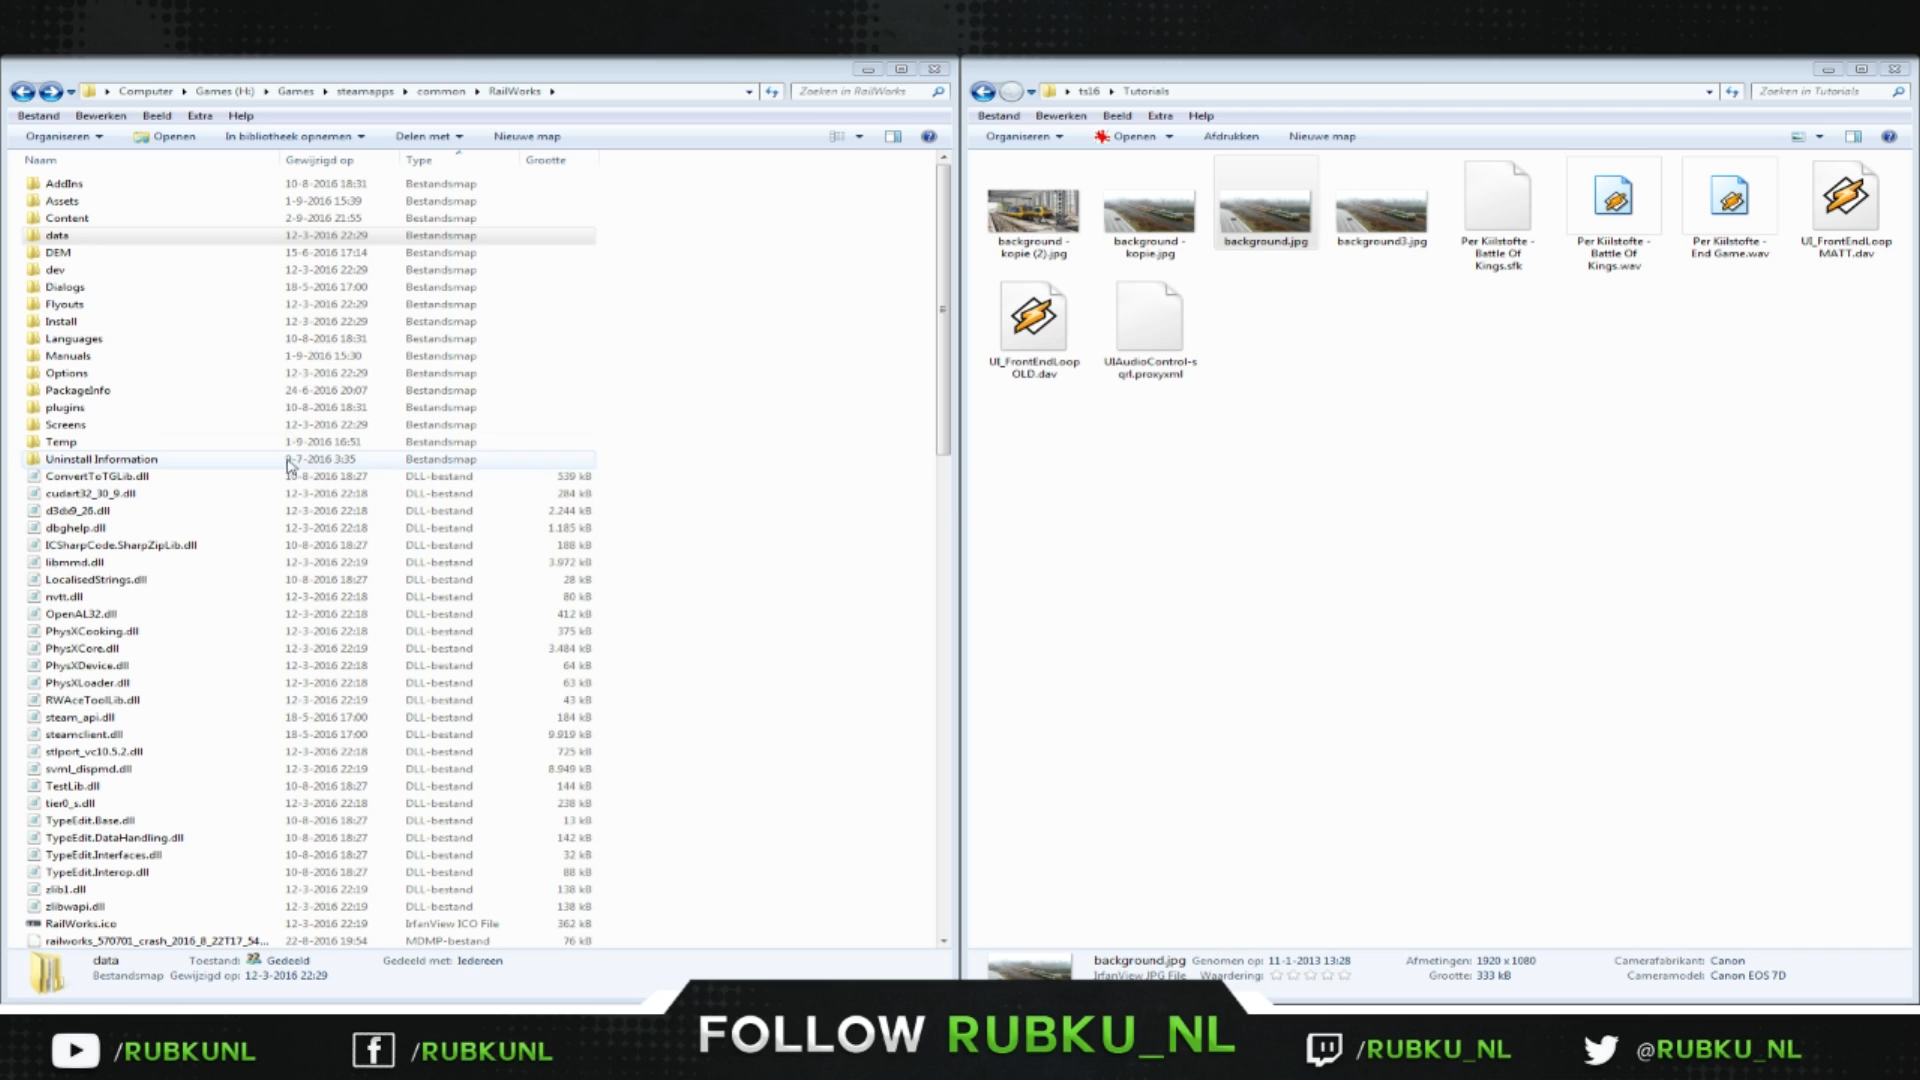 Computer Games (H:) Games steamapps common RailWorks
Zoeken in RailWorks
Bestand Bewerken Beeld Extra Help
Organiseren Openen In bibliotheek opnemen Delen met Nieuwe map
Naam Gewijzigd op Type Grootte
AddIns 10-8-2016 18:31 Bestandsmap
Assets 1-9-2016 15:39 Bestandsmap
Content 2-9-2016 21:55 Bestandsmap
data 12-3-2016 22:29 Bestandsmap
DEM 15-6-2016 17:14 Bestandsmap
dev 12-3-2016 22:29 Bestandsmap
Dialogs 18-5-2016 17:00 Bestandsmap
Flyouts 12-3-2016 22:29 Bestandsmap
Install 12-3-2016 22:29 Bestandsmap
Languages 10-8-2016 18:31 Bestandsmap
Manuals 1-9-2016 15:30 Bestandsmap
Options 12-3-2016 22:29 Bestandsmap
PackageInfo 24-6-2016 20:07 Bestandsmap
plugins 10-8-2016 18:31 Bestandsmap
Screens 12-3-2016 22:29 Bestandsmap
Temp 1-9-2016 16:51 Bestandsmap
Uninstall Information -7-2016 3:35 Bestandsmap
ConvertToTGLib.dll 10-8-2016 18:27 DLL-bestand 539 kB
cudart32_30_9.dll 12-3-2016 22:18 DLL-bestand 284 kB
d3dx9_26.dll 12-3-2016 22:18 DLL-bestand 2.244 kB
dbghelp.dll 12-3-2016 22:18 DLL-bestand 1.185 kB
ICSharpCode.SharpZipLib.dll 10-8-2016 18:27 DLL-bestand 188 kB
libmmd.dll 12-3-2016 22:19 DLL-bestand 3.972 kB
LocalisedStrings.dll 10-8-2016 18:27 DLL-bestand 28 kB
nvtt.dll 12-3-2016 22:18 DLL-bestand 80 kB
OpenAL32.dll 12-3-2016 22:18 DLL-bestand 412 kB
PhysXCooking.dll 12-3-2016 22:18 DLL-bestand 375 kB
PhysXCore.dll 12-3-2016 22:19 DLL-bestand 3.484 kB
PhysXDevice.dll 12-3-2016 22:18 DLL-bestand 64 kB
PhysXLoader.dll 12-3-2016 22:18 DLL-bestand 63 kB
RWAceToolLib.dll 12-3-2016 22:19 DLL-bestand 43 kB
steam_api.dll 18-5-2016 17:00 DLL-bestand 184 kB
steamclient.dll 18-5-2016 17:00 DLL-bestand 9.919 kB
stlport_vc10.5.2.dll 12-3-2016 22:18 DLL-bestand 725 kB
svml_dispmd.dll 12-3-2016 22:19 DLL-bestand 8.949 kB
TestLib.dll 10-8-2016 18:27 DLL-bestand 144 kB
tier0_s.dll 12-3-2016 22:18 DLL-bestand 238 kB
TypeEdit.Base.dll 10-8-2016 18:27 DLL-bestand 13 kB
TypeEdit.DataHandling.dll 10-8-2016 18:27 DLL-bestand 142 kB
TypeEdit.Interfaces.dll 10-8-2016 18:27 DLL-bestand 32 kB
TypeEdit.Interop.dll 10-8-2016 18:27 DLL-bestand 88 kB
zlib1.dll 12-3-2016 22:19 DLL-bestand 138 kB
zlibwapi.dll 12-3-2016 22:19 DLL-bestand 138 kB
RailWorks.ico 12-3-2016 22:19 IrfanView ICO File 362 kB
railworks_570701_crash_2016_8_22T17_54... 22-8-2016 19:54 MDMP-bestand 76 kB
data Toestand: Gedeeld Gedeeld met: Iedereen
Bestandsmap Gewijzigd op: 12-3-2016 22:29
ts16 Tutorials
Zoeken in Tutorials
Bestand Bewerken Beeld Extra Help
Organiseren Openen Afdrukken Nieuwe map
background -
kopie (2).jpg
background -
kopie.jpg
background.jpg
background3.jpg
Per Kiilstofte -
Battle Of
Kings.sfk
Per Kiilstofte -
Battle Of
Kings.wav
Per Kiilstofte -
End Game.wav
UI_FrontEndLoop
MATT.dav
UI_FrontEndLoop
OLD.dav
UIAudioControl-s
qrl.proxyxml
background.jpg Genomen op: 11-1-2013 13:28 Afmetingen: 1920 x 1080 Camerafabrikant: Canon
IrfanView JPG File Waardering: Grootte: 333 kB Cameramodel: Canon EOS 7D
/RUBKUNL
/RUBKUNL
FOLLOW RUBKU_NL
/RUBKU_NL
@RUBKU_NL